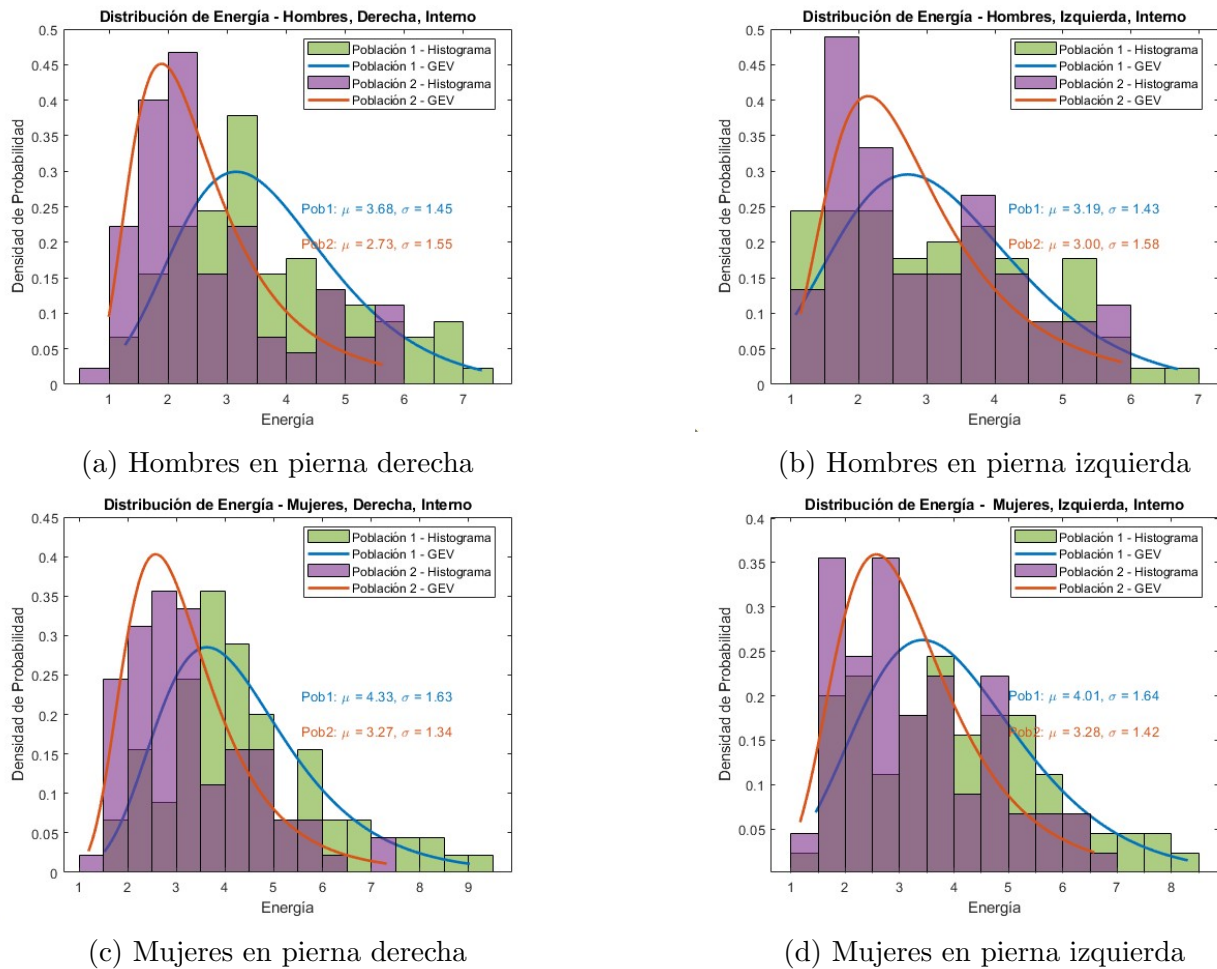 Distribución de Energía - Hombres, Derecha, Interno
0.5
0.45
0.4
0.35
0.3
0.25
0.2
0.15
0.1
0.05
0
Densidad de Probabilidad
Población 1 - Histograma
Población 1 - GEV
Población 2 - Histograma
Población 2 - GEV
Pob1: μ = 3.68, σ = 1.45
Pob2: μ = 2.73, σ = 1.55
1 2 3 4 5 6 7
Energía
(a) Hombres en pierna derecha
Distribución de Energía - Hombres, Izquierda, Interno
0.5
0.45
0.4
0.35
0.3
0.25
0.2
0.15
0.1
0.05
0
Densidad de Probabilidad
Población 1 - Histograma
Población 1 - GEV
Población 2 - Histograma
Población 2 - GEV
Pob1: μ = 3.19, σ = 1.43
Pob2: μ = 3.00, σ = 1.58
1 2 3 4 5 6 7
Energía
(b) Hombres en pierna izquierda
Distribución de Energía - Mujeres, Derecha, Interno
0.45
0.4
0.35
0.3
0.25
0.2
0.15
0.1
0.05
0
Densidad de Probabilidad
Población 1 - Histograma
Población 1 - GEV
Población 2 - Histograma
Población 2 - GEV
Pob1: μ = 4.33, σ = 1.63
Pob2: μ = 3.27, σ = 1.34
1 2 3 4 5 6 7 8 9
Energía
(c) Mujeres en pierna derecha
Distribución de Energía - Mujeres, Izquierda, Interno
0.4
0.35
0.3
0.25
0.2
0.15
0.1
0.05
Densidad de Probabilidad
Población 1 - Histograma
Población 1 - GEV
Población 2 - Histograma
Población 2 - GEV
Pob1: μ = 4.01, σ = 1.64
Pob2: μ = 3.28, σ = 1.42
1 2 3 4 5 6 7 8
Energía
(d) Mujeres en pierna izquierda